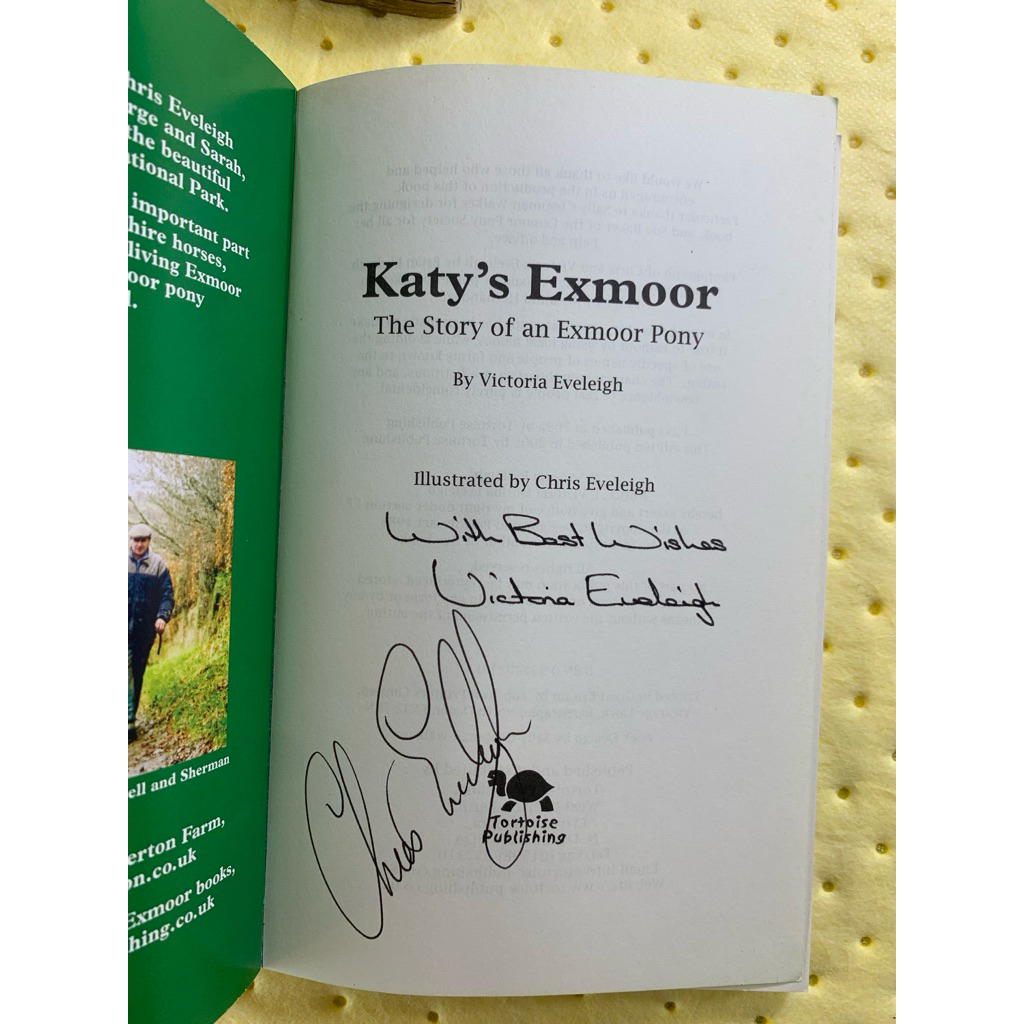 hris Eveleigh
rge and Sarah,
the beautiful
tional Park.
important part
hire horses,
living Exmoor
oor pony
l.
ell and Sherman
erton Farm,
on.co.uk
Exmoor books,
hing.co.uk
Katy's Exmoor
The Story of an Exmoor Pony
By Victoria Eveleigh
Illustrated by Chris Eveleigh
With Best Wishes
Victoria Eveleigh
Chris Eveleigh
Tortoise
Publishing